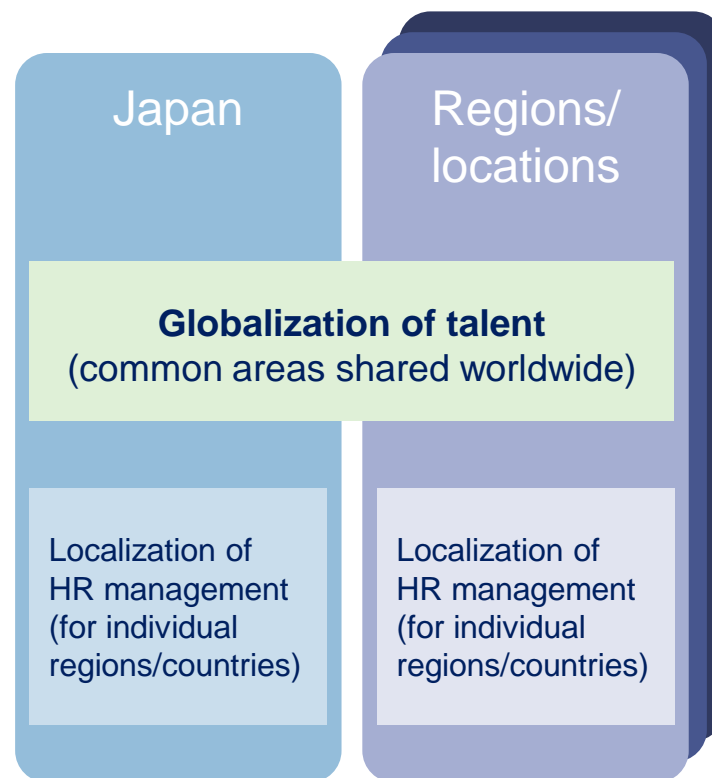 Japan
Regions/
locations
Globalization of talent
(common areas shared worldwide)
Localization of
HR management
(for individual
regions/countries)
Localization of
HR management
(for individual
regions/countries)